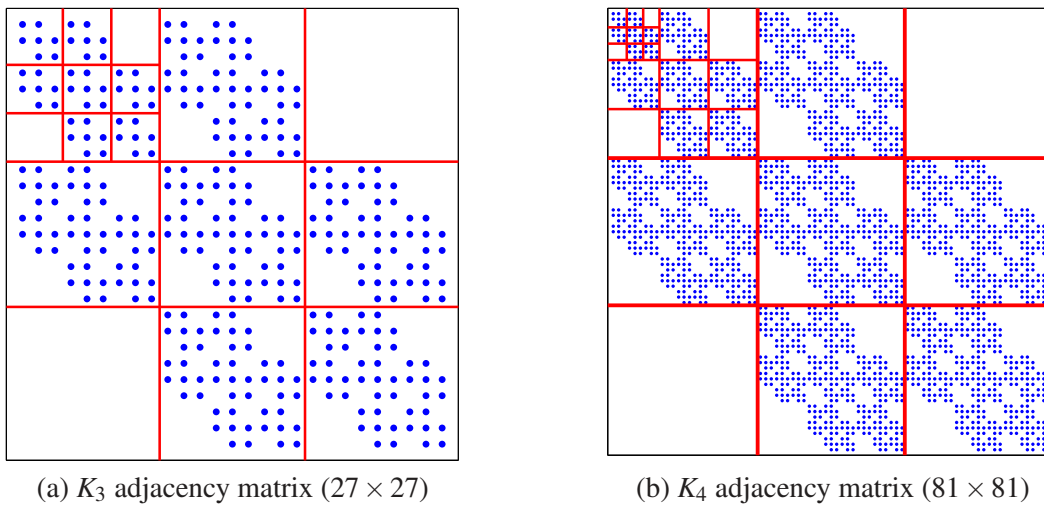 (a) K₃ adjacency matrix (27 × 27)
(b) K₄ adjacency matrix (81 × 81)